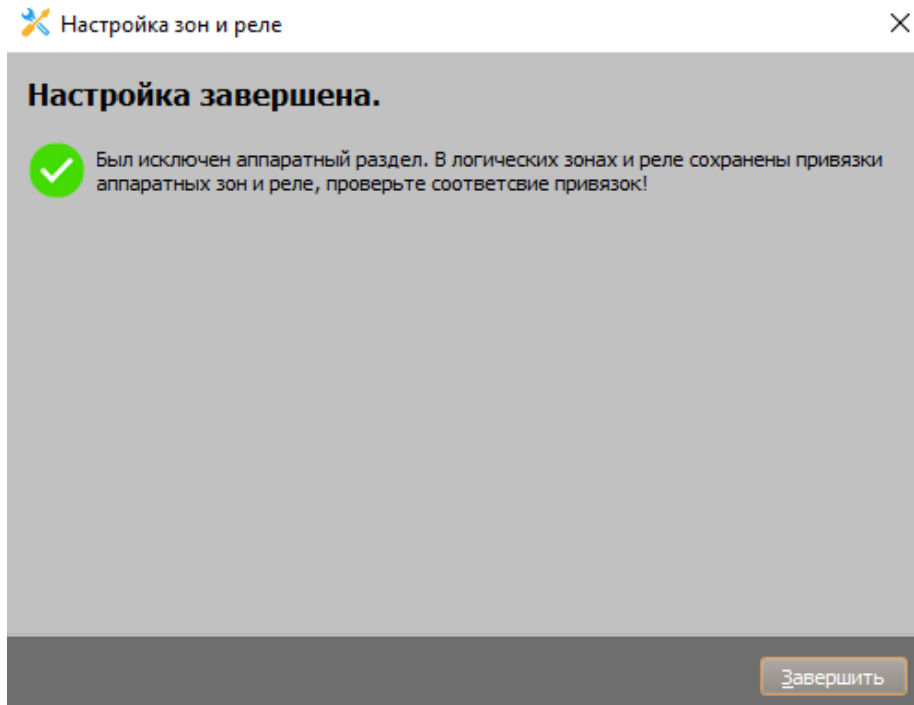 Настройка зон и реле
Настройка завершена.
Был исключен аппаратный раздел. В логических зонах и реле сохранены привязки
аппаратных зон и реле, проверьте соответсвие привязок!
Завершить